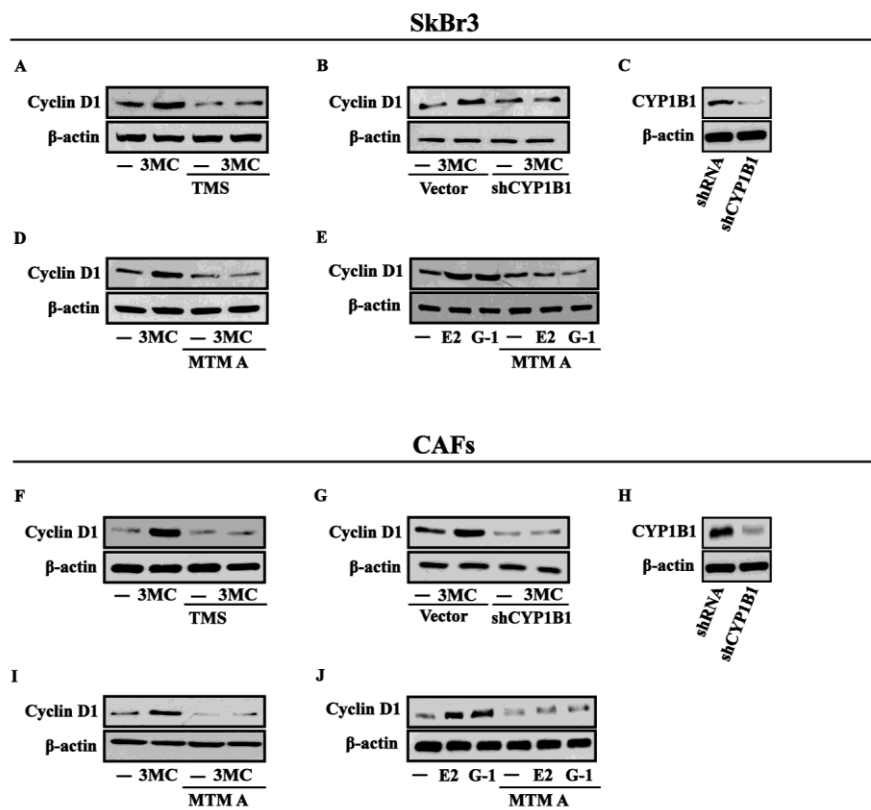 SkBr3
A
Cyclin D1
β-actin
— 3MC — 3MC
TMS
B
Cyclin D1
β-actin
— 3MC — 3MC
Vector shCYP1B1
C
CYP1B1
β-actin
shRNA
shCYP1B1
D
Cyclin D1
β-actin
— 3MC — 3MC
MTM A
E
Cyclin D1
β-actin
— E2 G-1 — E2 G-1
MTM A
CAFs
F
Cyclin D1
β-actin
— 3MC — 3MC
TMS
G
Cyclin D1
β-actin
— 3MC — 3MC
Vector shCYP1B1
H
CYP1B1
β-actin
shRNA
shCYP1B1
I
Cyclin D1
β-actin
— 3MC — 3MC
MTM A
J
Cyclin D1
β-actin
— E2 G-1 — E2 G-1
MTM A